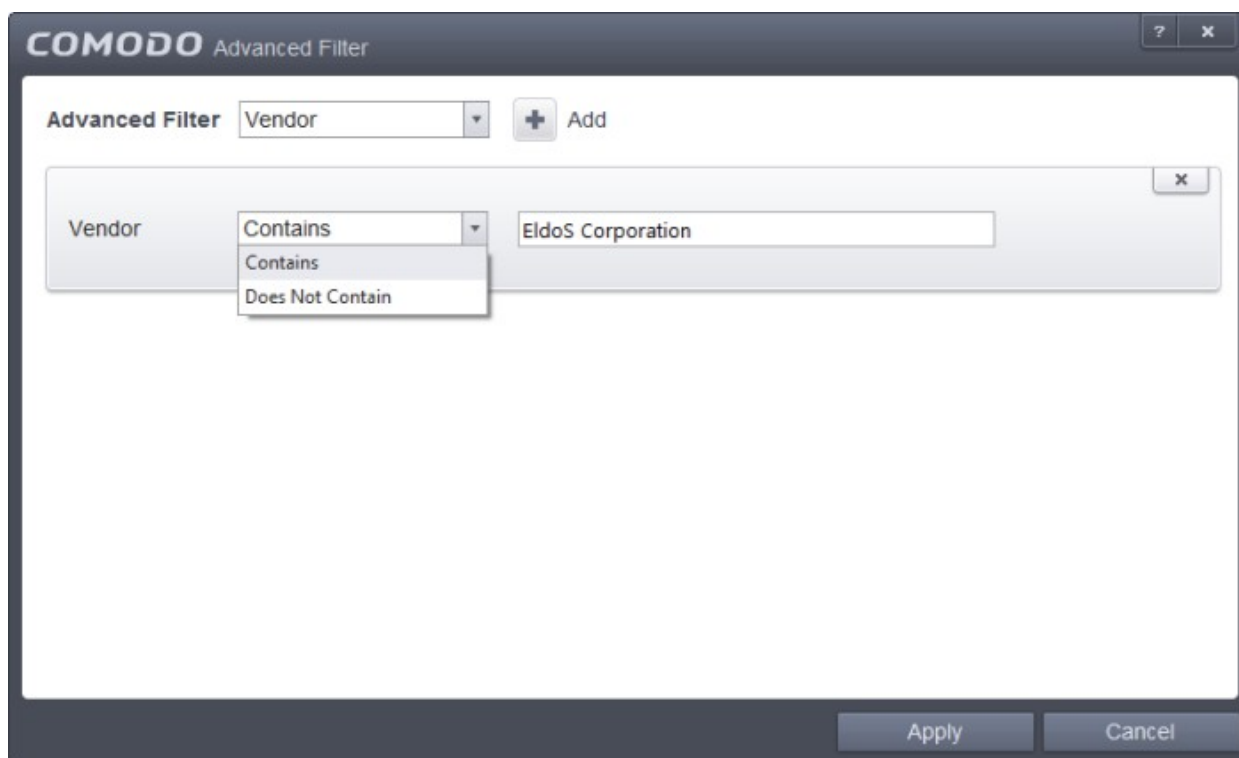 COMODO Advanced Filter ? x
Advanced Filter Vendor + Add
x
Vendor Contains EldoS Corporation
Contains
Does Not Contain
Apply Cancel